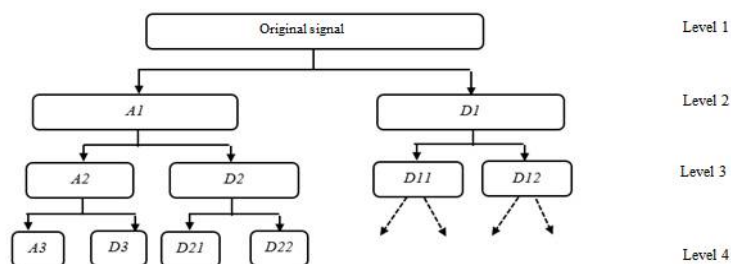 Original signal
Level 1
A1
D1
Level 2
A2
D2
D11
D12
Level 3
A3
D3
D21
D22
Level 4